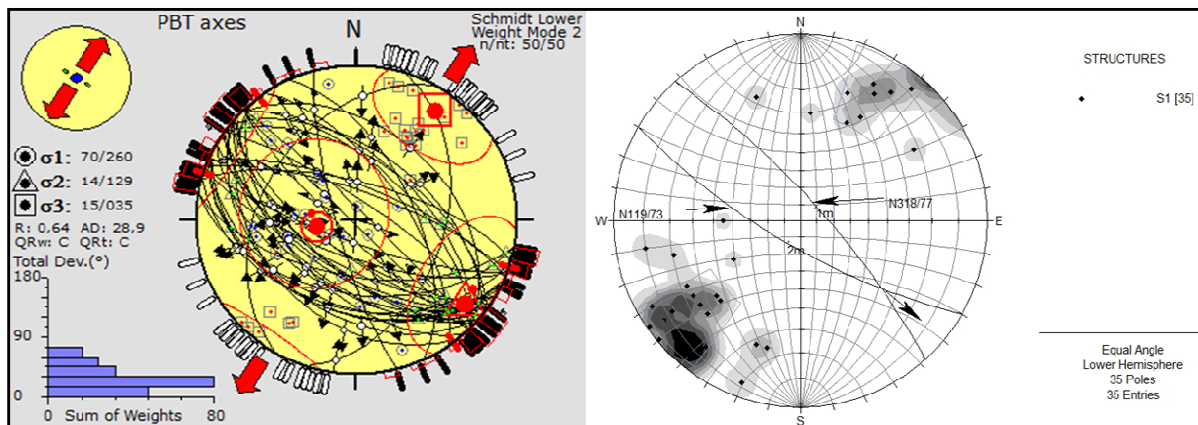 PBT axes
N
Schmidt Lower
Weight Mode 2
n/nt: 50/50
σ1: 70/260
σ2: 14/129
σ3: 15/035
R: 0.64 AD: 28,9
QRw: C QRt: C
Total Dev.(°)
180
90
0
0 Sum of Weights 80
N
W
E
S
N119/73
N318/77
1m
2m
STRUCTURES
S1 [35]
Equal Angle
Lower Hemisphere
35 Poles
35 Entries